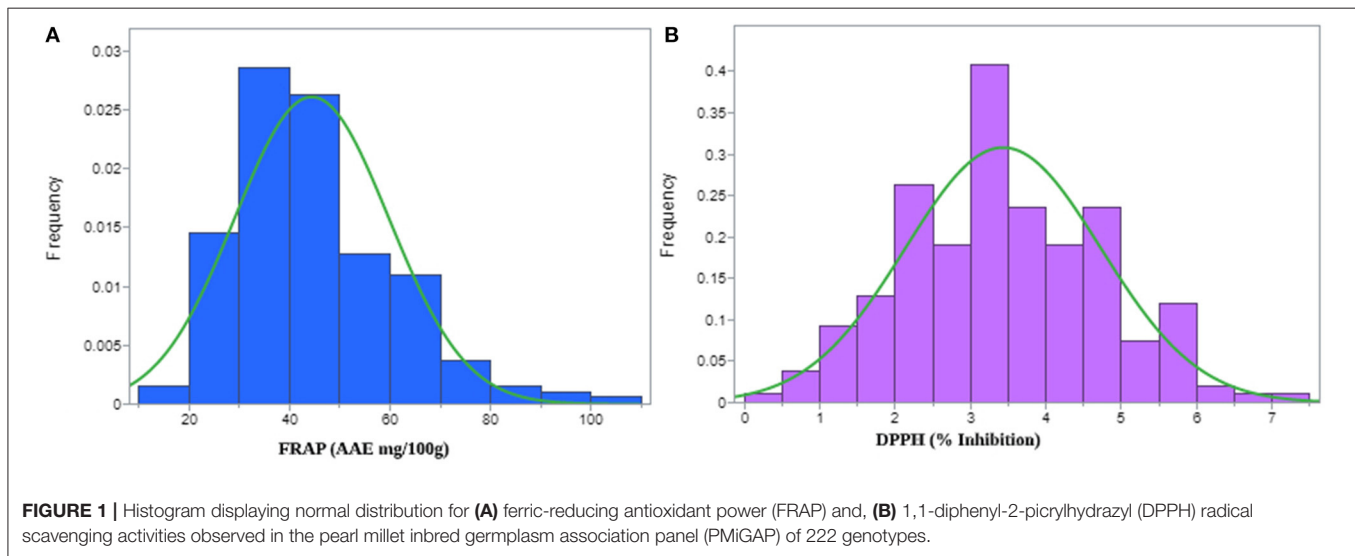 A
Frequency
0.03
0.025
0.02
0.015
0.01
0.005
0
20 40 60 80 100
FRAP (AAE mg/100g)
B
Frequency
0.4
0.35
0.3
0.25
0.2
0.15
0.1
0.05
0
0 1 2 3 4 5 6 7
DPPH (% Inhibition)
FIGURE 1 | Histogram displaying normal distribution for (A) ferric-reducing antioxidant power (FRAP) and, (B) 1,1-diphenyl-2-picrylhydrazyl (DPPH) radical
scavenging activities observed in the pearl millet inbred germplasm association panel (PMiGAP) of 222 genotypes.